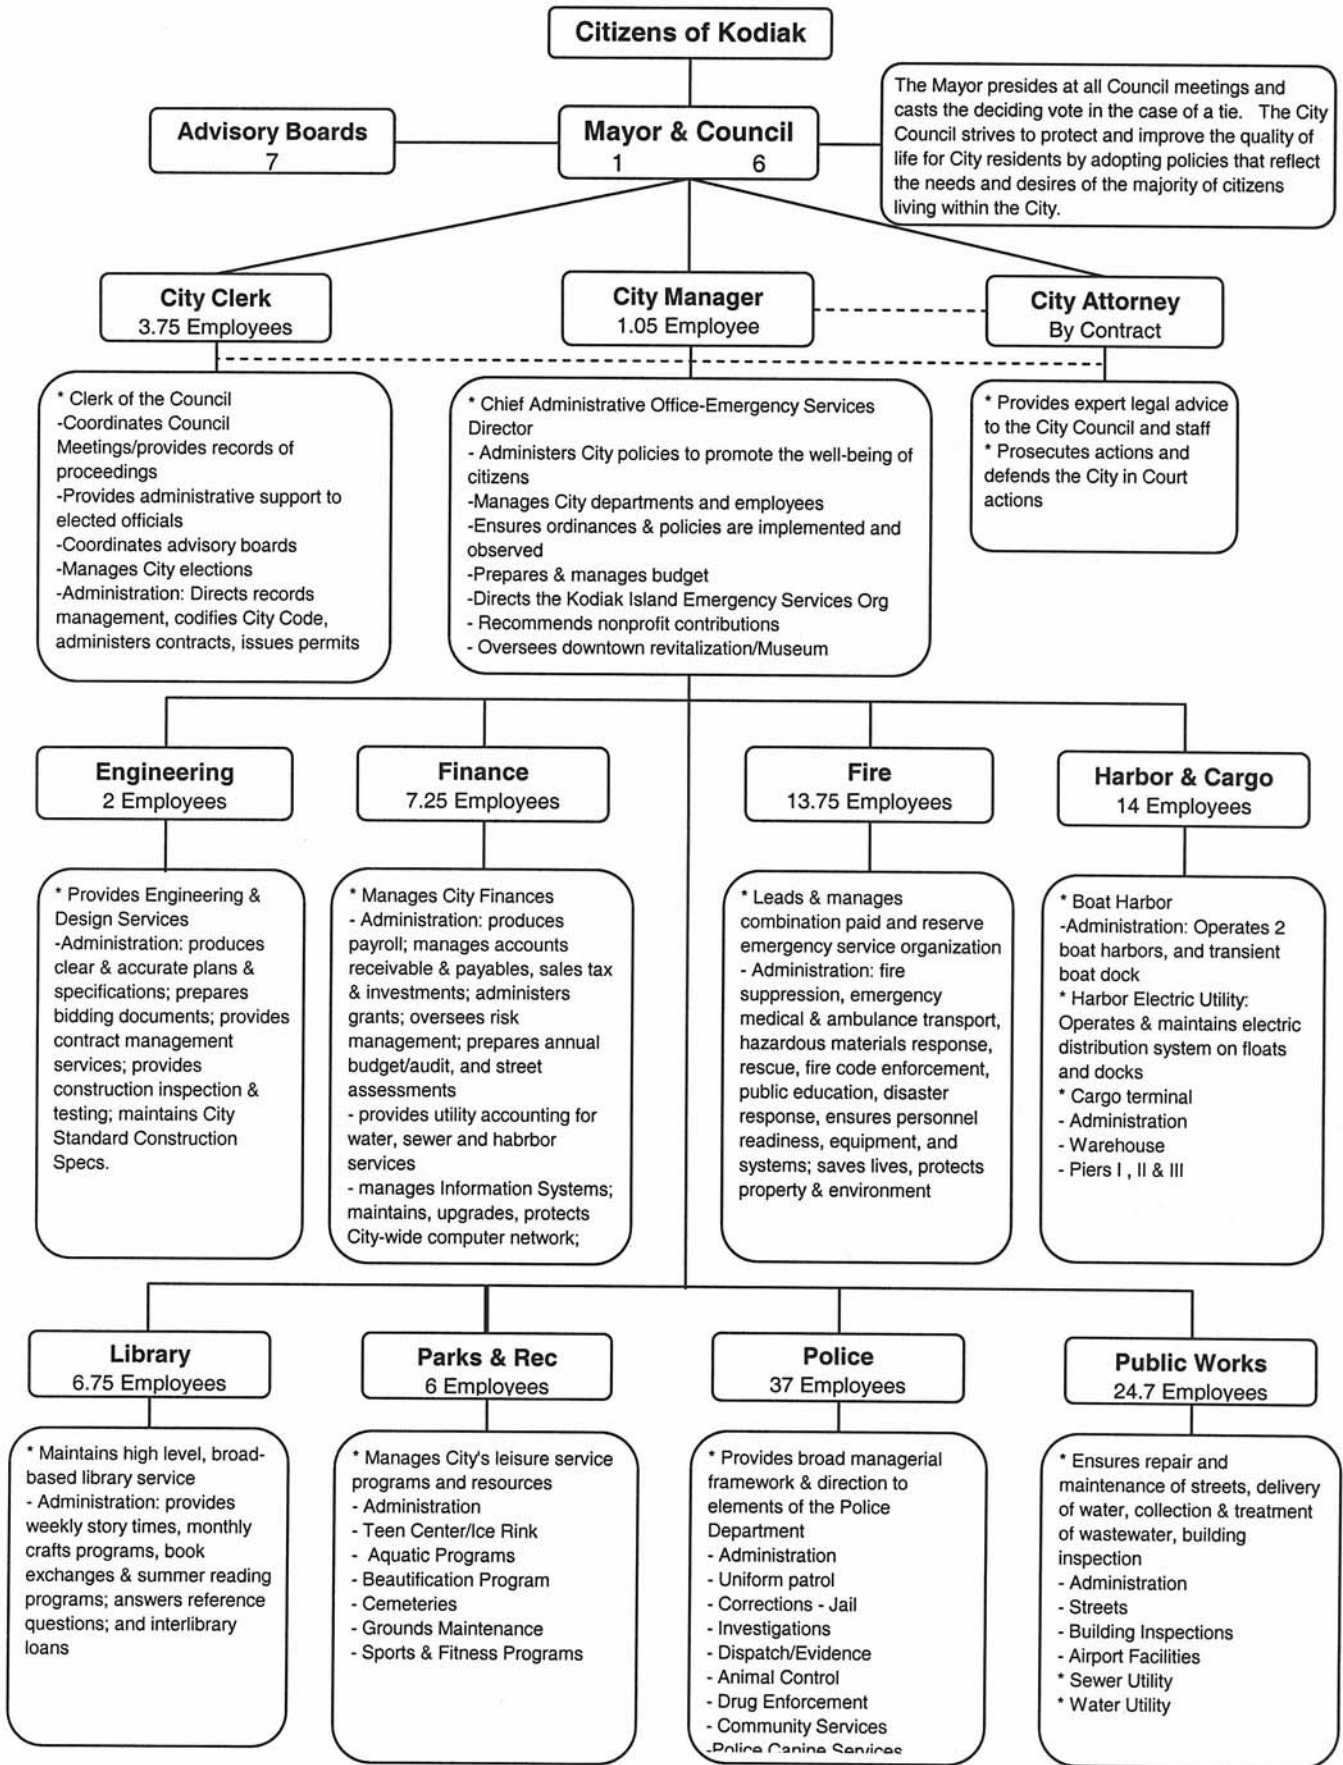 Citizens of Kodiak
Advisory Boards
7
Mayor & Council
1 6
The Mayor presides at all Council meetings and
casts the deciding vote in the case of a tie. The City
Council strives to protect and improve the quality of
life for City residents by adopting policies that reflect
the needs and desires of the majority of citizens
living within the City.
City Clerk
3.75 Employees
City Manager
1.05 Employee
City Attorney
By Contract
* Clerk of the Council
-Coordinates Council
Meetings/provides records of
proceedings
-Provides administrative support to
elected officials
-Coordinates advisory boards
-Manages City elections
-Administration: Directs records
management, codifies City Code,
administers contracts, issues permits
* Chief Administrative Office-Emergency Services
Director
- Administers City policies to promote the well-being of
citizens
-Manages City departments and employees
-Ensures ordinances & policies are implemented and
observed
-Prepares & manages budget
-Directs the Kodiak Island Emergency Services Org
- Recommends nonprofit contributions
- Oversees downtown revitalization/Museum
* Provides expert legal advice
to the City Council and staff
* Prosecutes actions and
defends the City in Court
actions
Engineering
2 Employees
Finance
7.25 Employees
Fire
13.75 Employees
Harbor & Cargo
14 Employees
* Provides Engineering &
Design Services
-Administration: produces
clear & accurate plans &
specifications; prepares
bidding documents; provides
contract management
services; provides
construction inspection &
testing; maintains City
Standard Construction
Specs.
* Manages City Finances
- Administration: produces
payroll; manages accounts
receivable & payables, sales tax
& investments; administers
grants; oversees risk
management; prepares annual
budget/audit, and street
assessments
- provides utility accounting for
water, sewer and habrbor
services
- manages Information Systems;
maintains, upgrades, protects
City-wide computer network;
* Leads & manages
combination paid and reserve
emergency service organization
- Administration: fire
suppression, emergency
medical & ambulance transport,
hazardous materials response,
rescue, fire code enforcement,
public education, disaster
response, ensures personnel
readiness, equipment, and
systems; saves lives, protects
property & environment
* Boat Harbor
-Administration: Operates 2
boat harbors, and transient
boat dock
* Harbor Electric Utility:
Operates & maintains electric
distribution system on floats
and docks
* Cargo terminal
- Administration
- Warehouse
- Piers I , II & III
Library
6.75 Employees
Parks & Rec
6 Employees
Police
37 Employees
Public Works
24.7 Employees
* Maintains high level, broad-
based library service
- Administration: provides
weekly story times, monthly
crafts programs, book
exchanges & summer reading
programs; answers reference
questions; and interlibrary
loans
* Manages City's leisure service
programs and resources
- Administration
- Teen Center/Ice Rink
- Aquatic Programs
- Beautification Program
- Cemeteries
- Grounds Maintenance
- Sports & Fitness Programs
* Provides broad managerial
framework & direction to
elements of the Police
Department
- Administration
- Uniform patrol
- Corrections - Jail
- Investigations
- Dispatch/Evidence
- Animal Control
- Drug Enforcement
- Community Services
-Police Canine Services
* Ensures repair and
maintenance of streets, delivery
of water, collection & treatment
of wastewater, building
inspection
- Administration
- Streets
- Building Inspections
- Airport Facilities
* Sewer Utility
* Water Utility